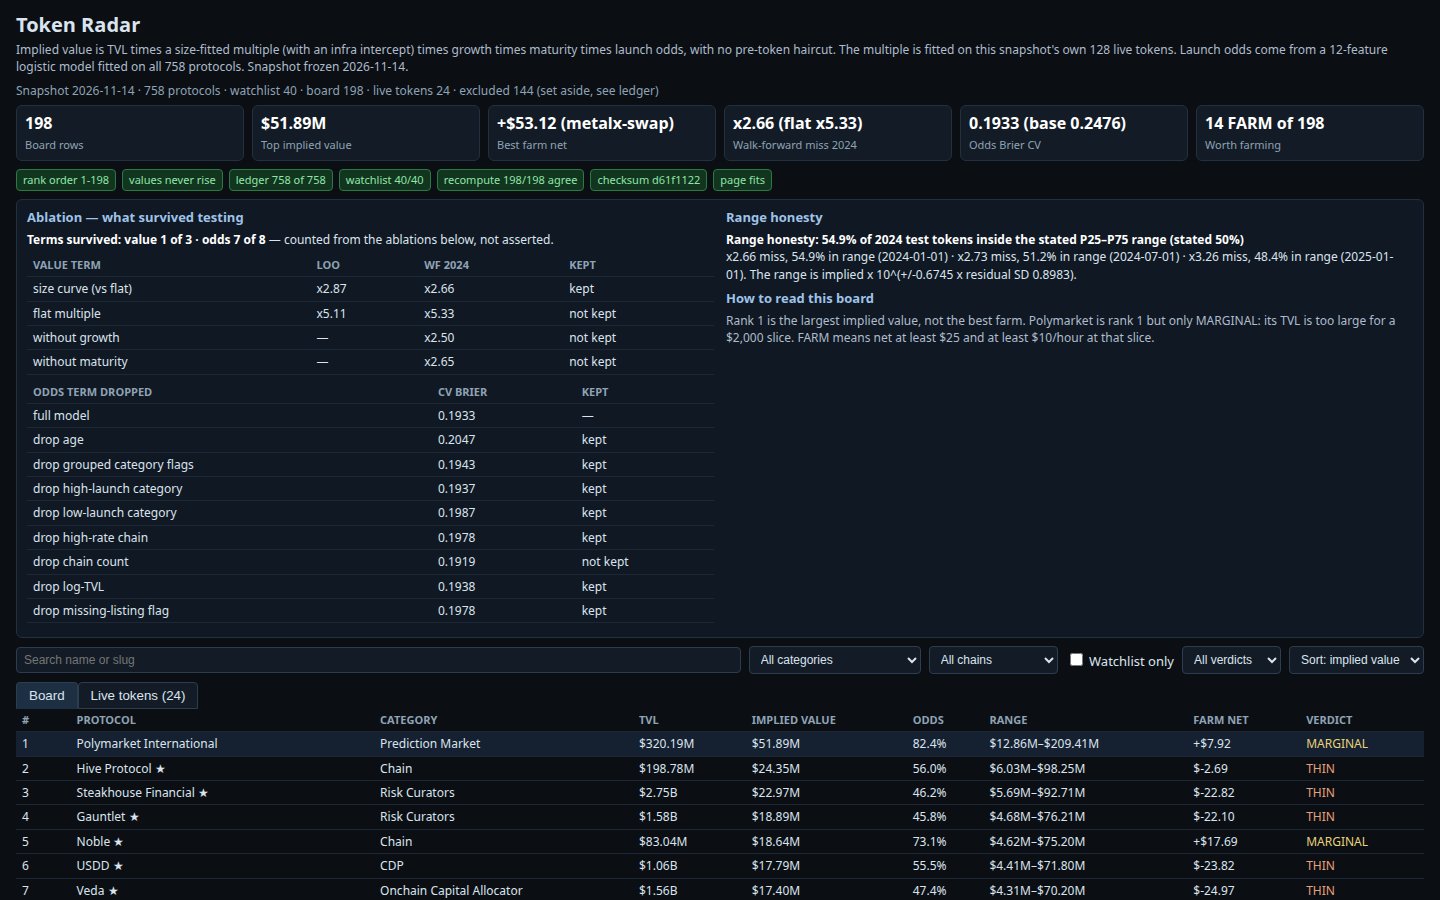 Token Radar
Implied value is TVL times a size-fitted multiple (with an infra intercept) times growth times maturity times launch odds, with no pre-token haircut. The multiple is fitted on this snapshot's own 128 live tokens. Launch odds come from a 12-feature
logistic model fitted on all 758 protocols. Snapshot frozen 2026-11-14.
Snapshot 2026-11-14 · 758 protocols · watchlist 40 · board 198 · live tokens 24 · excluded 144 (set aside, see ledger)
198
Board rows
$51.89M
Top implied value
+$53.12 (metalx-swap)
Best farm net
x2.66 (flat x5.33)
Walk-forward miss 2024
0.1933 (base 0.2476)
Odds Brier CV
14 FARM of 198
Worth farming
rank order 1-198 values never rise ledger 758 of 758 watchlist 40/40 recompute 198/198 agree checksum d61f1122 page fits
Ablation — what survived testing
Terms survived: value 1 of 3 · odds 7 of 8 — counted from the ablations below, not asserted.
VALUE TERM LOO WF 2024 KEPT
size curve (vs flat) x2.87 x2.66 kept
flat multiple x5.11 x5.33 not kept
without growth — x2.50 not kept
without maturity — x2.65 not kept
ODDS TERM DROPPED CV BRIER KEPT
full model 0.1933 —
drop age 0.2047 kept
drop grouped category flags 0.1943 kept
drop high-launch category 0.1937 kept
drop low-launch category 0.1987 kept
drop high-rate chain 0.1978 kept
drop chain count 0.1919 not kept
drop log-TVL 0.1938 kept
drop missing-listing flag 0.1978 kept
Range honesty
Range honesty: 54.9% of 2024 test tokens inside the stated P25–P75 range (stated 50%)
x2.66 miss, 54.9% in range (2024-01-01) · x2.73 miss, 51.2% in range (2024-07-01) · x3.26 miss, 48.4% in range (2025-01-
01). The range is implied x 10^(+/-0.6745 x residual SD 0.8983).
How to read this board
Rank 1 is the largest implied value, not the best farm. Polymarket is rank 1 but only MARGINAL: its TVL is too large for a
$2,000 slice. FARM means net at least $25 and at least $10/hour at that slice.
Search name or slug All categories All chains Watchlist only All verdicts Sort: implied value
Board Live tokens (24)
# PROTOCOL CATEGORY TVL IMPLIED VALUE ODDS RANGE FARM NET VERDICT
1 Polymarket International Prediction Market $320.19M $51.89M 82.4% $12.86M–$209.41M +$7.92 MARGINAL
2 Hive Protocol ★ Chain $198.78M $24.35M 56.0% $6.03M–$98.25M $-2.69 THIN
3 Steakhouse Financial ★ Risk Curators $2.75B $22.97M 46.2% $5.69M–$92.71M $-22.82 THIN
4 Gauntlet ★ Risk Curators $1.58B $18.89M 45.8% $4.68M–$76.21M $-22.10 THIN
5 Noble ★ Chain $83.04M $18.64M 73.1% $4.62M–$75.20M +$17.69 MARGINAL
6 USDD ★ CDP $1.06B $17.79M 55.5% $4.41M–$71.80M $-23.82 THIN
7 Veda ★ Onchain Capital Allocator $1.56B $17.40M 47.4% $4.31M–$70.20M $-24.97 THIN